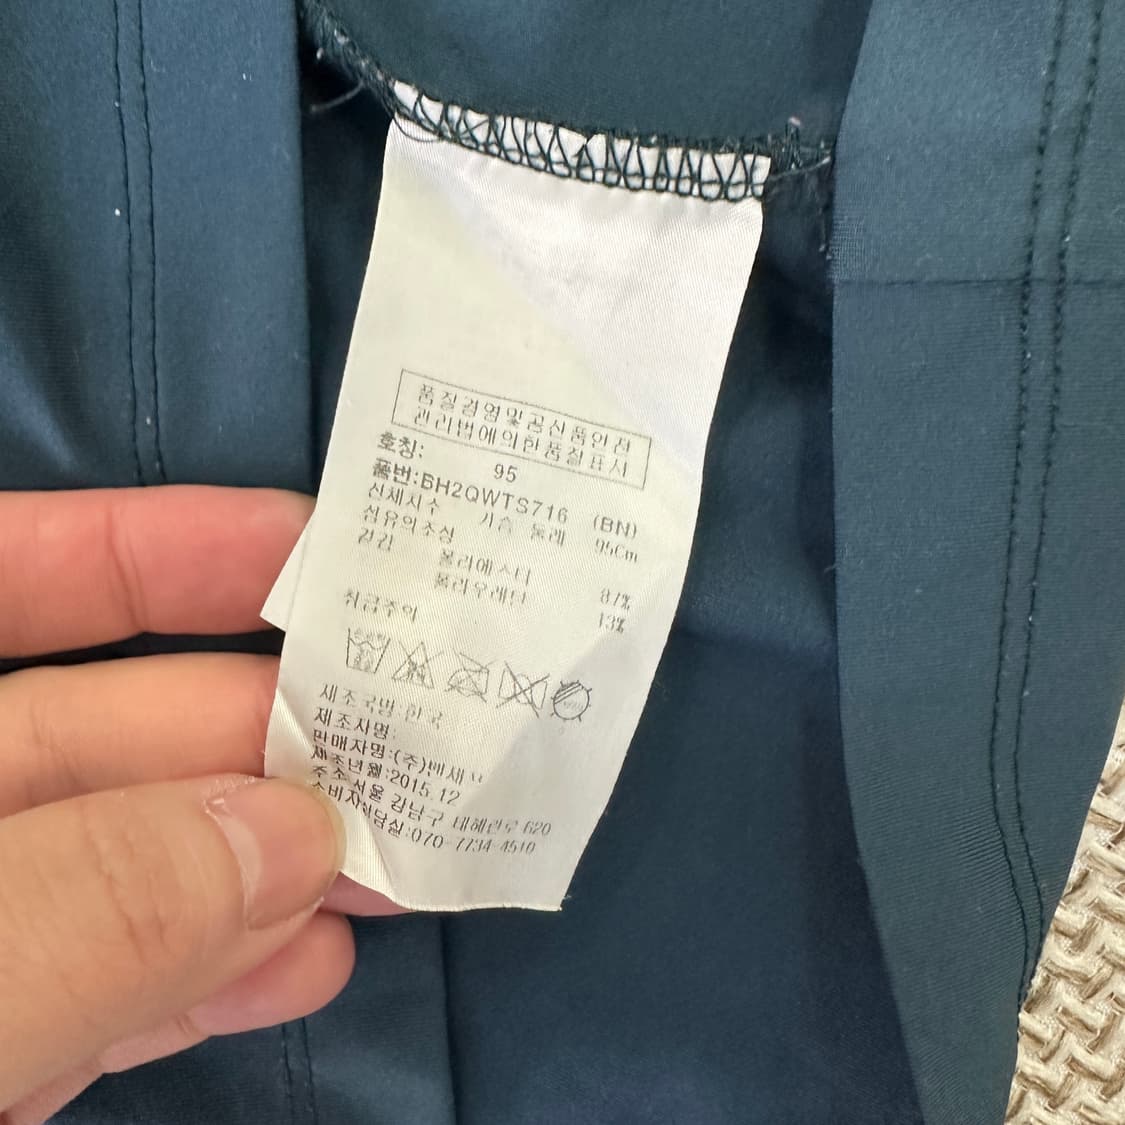 품질경영및공산품안전
관리법에의한품질표시
호칭: 95
품번:BH2QWTS716 (BN)
신체치수 가슴 둘레 95Cm
섬유의조성
겉감 폴리에스터 87%
폴리우레탄 13%
취급주의
제조국명 한국
제조자명:
판매자명:(주)
제조년월:2015.12
주소 서울 강남구 테헤란로 620
소비자상담실:070-7734-4510